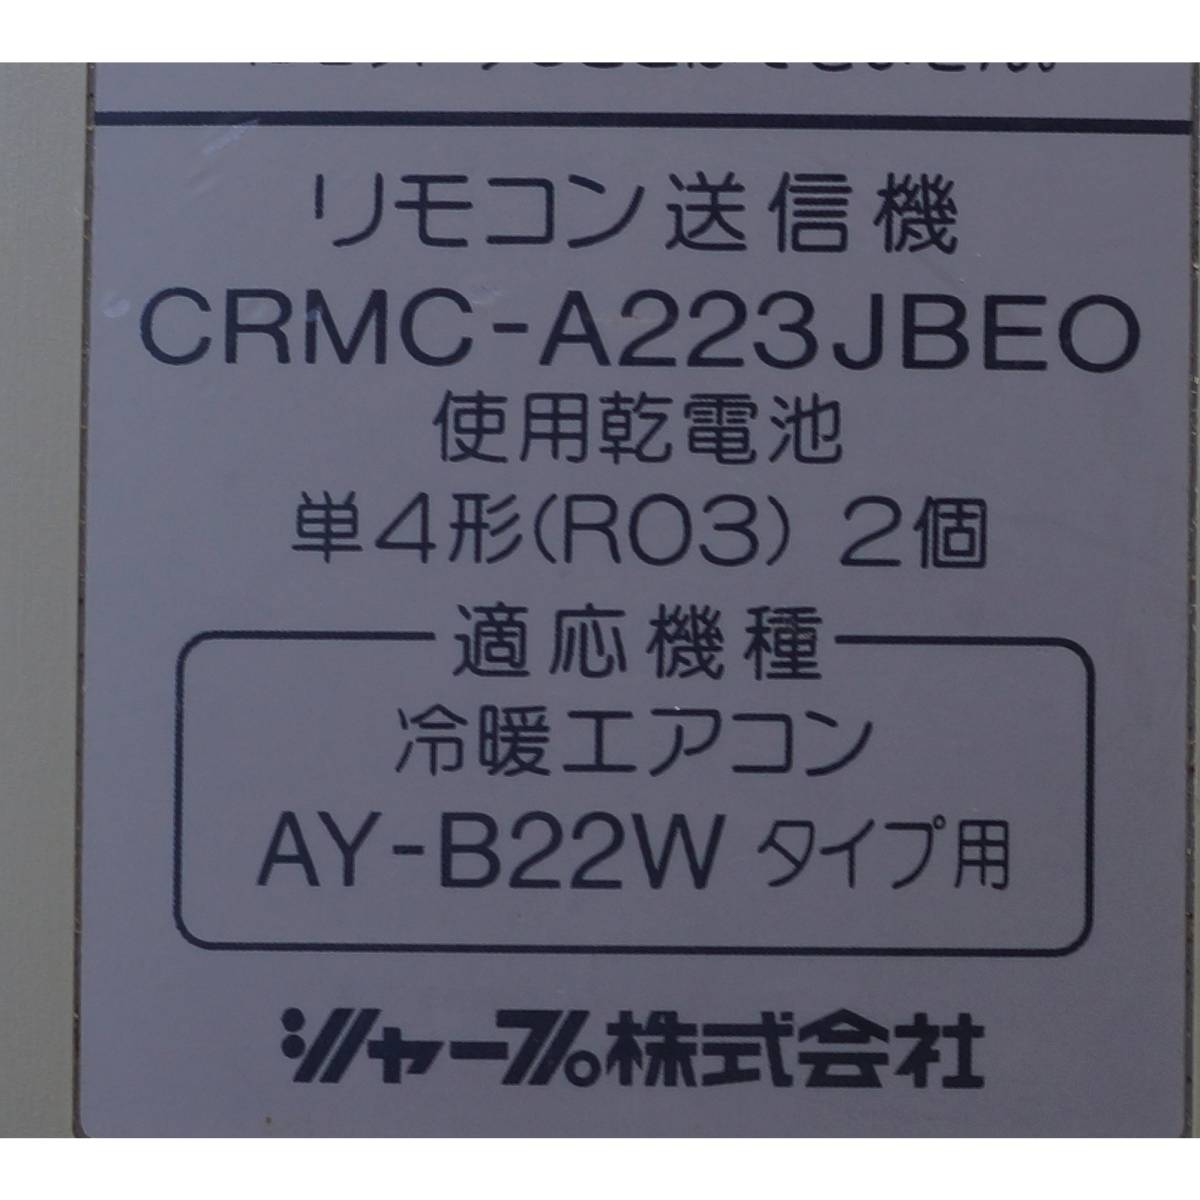 リモコン送信機
CRMC-A223JBEO
使用乾電池
単4形(R03) 2個
適応機種
冷暖エアコン
AY-B22W タイプ用
シャープ株式会社